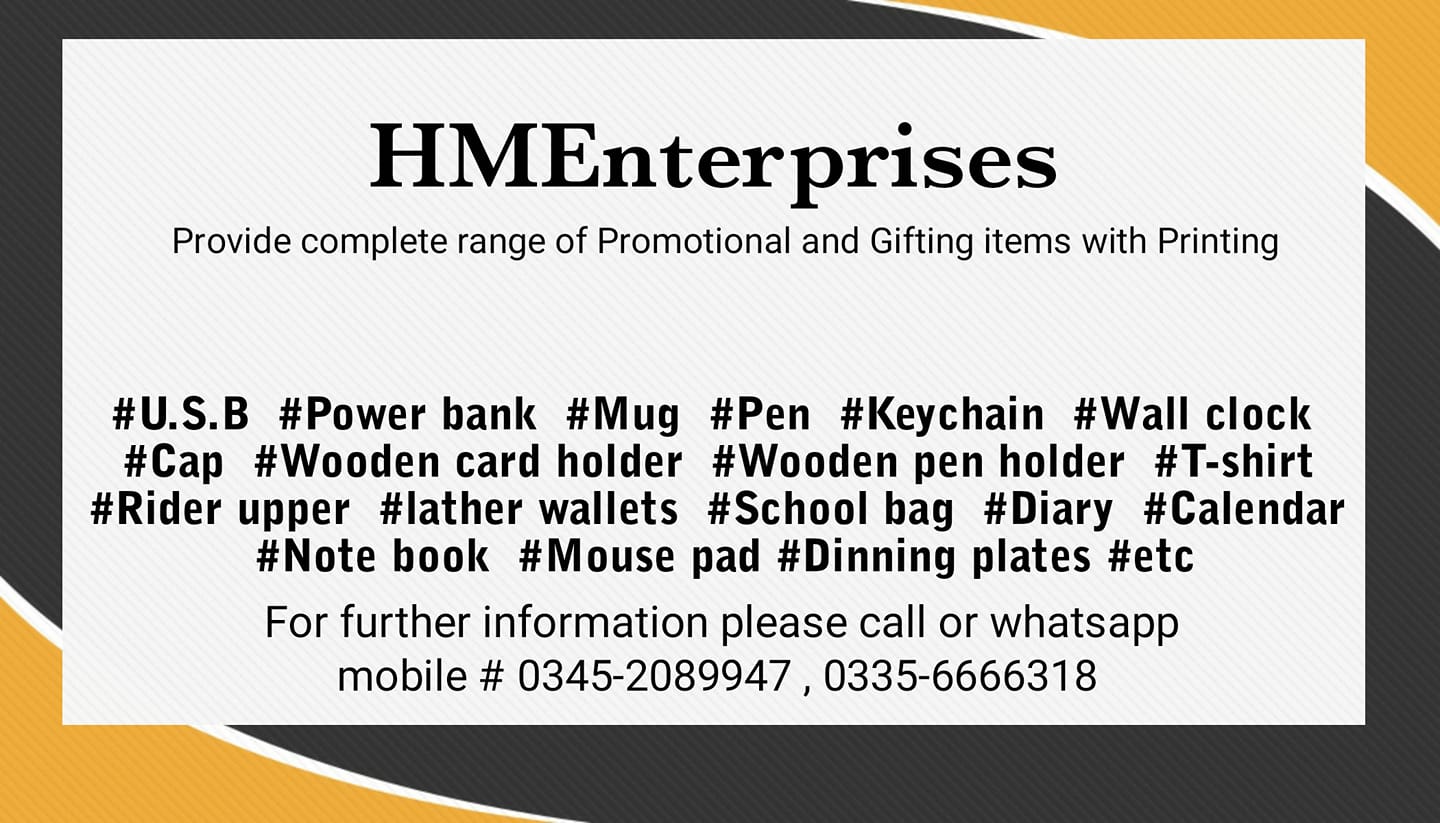 HMEnterprises
Provide complete range of Promotional and Gifting items with Printing
#U.S.B #Power bank #Mug #Pen #Keychain #Wall clock
#Cap #Wooden card holder #Wooden pen holder #T-shirt
#Rider upper #lather wallets #School bag #Diary #Calendar
#Note book #Mouse pad #Dinning plates #etc
For further information please call or whatsapp
mobile # 0345-2089947 , 0335-6666318